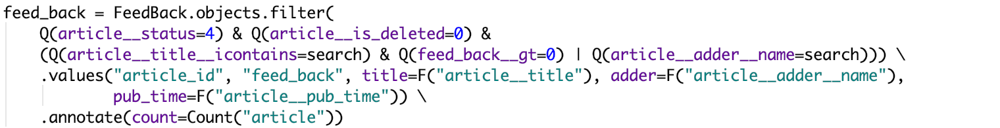 feed_back = FeedBack.objects.filter(
    Q(article__status=4) & Q(article__is_deleted=0) &
    (Q(article__title__icontains=search) & Q(feed_back__gt=0) | Q(article__adder__name=search))) \
    .values("article_id", "feed_back", title=F("article__title"), adder=F("article__adder__name"),
            pub_time=F("article__pub_time")) \
    .annotate(count=Count("article"))